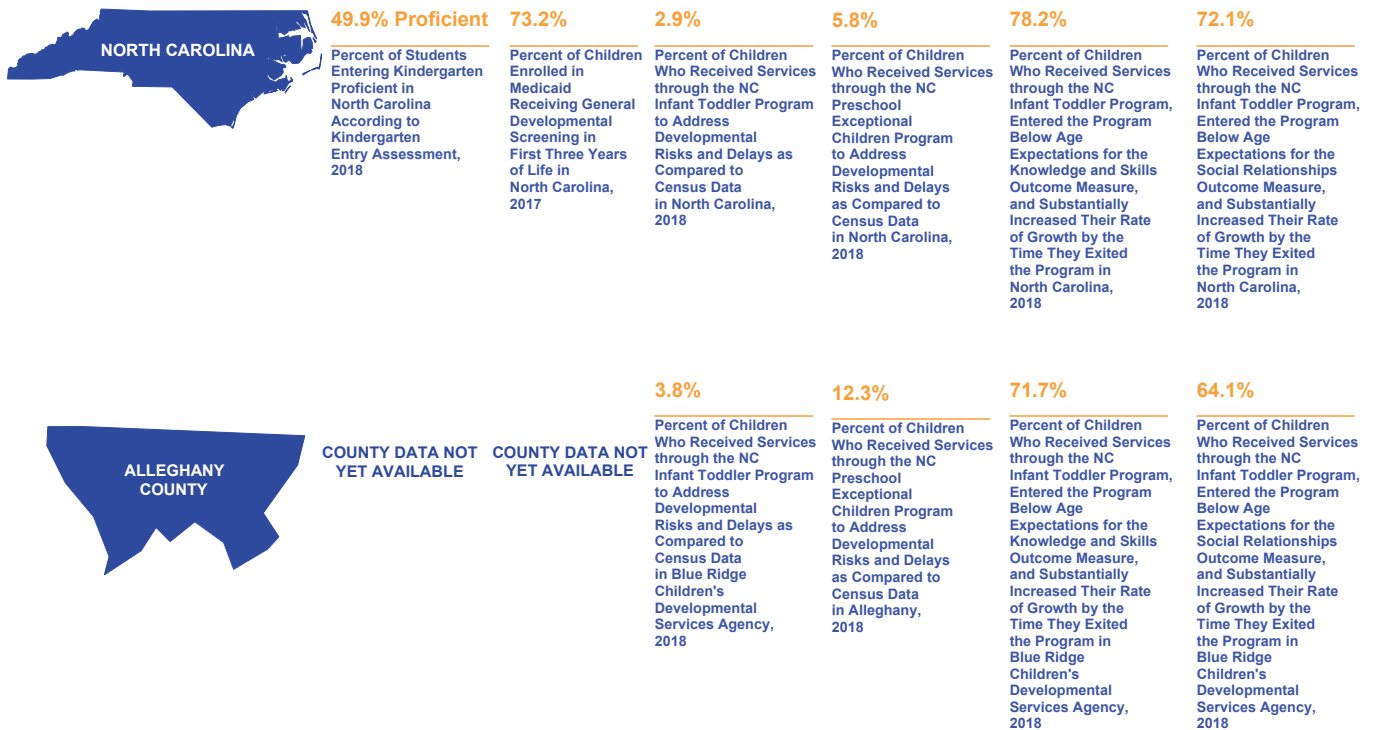 NORTH CAROLINA
49.9% Proficient
Percent of Students
Entering Kindergarten
Proficient in
North Carolina
According to
Kindergarten
Entry Assessment,
2018
73.2%
Percent of Children
Enrolled in
Medicaid
Receiving General
Developmental
Screening in
First Three Years
of Life in
North Carolina,
2017
2.9%
Percent of Children
Who Received Services
through the NC
Infant Toddler Program
to Address
Developmental
Risks and Delays as
Compared to
Census Data
in North Carolina,
2018
5.8%
Percent of Children
Who Received Services
through the NC
Preschool
Exceptional
Children Program
to Address
Developmental
Risks and Delays
as Compared to
Census Data
in North Carolina,
2018
78.2%
Percent of Children
Who Received Services
through the NC
Infant Toddler Program,
Entered the Program
Below Age
Expectations for the
Knowledge and Skills
Outcome Measure,
and Substantially
Increased Their Rate
of Growth by the
Time They Exited
the Program in
North Carolina,
2018
72.1%
Percent of Children
Who Received Services
through the NC
Infant Toddler Program,
Entered the Program
Below Age
Expectations for the
Social Relationships
Outcome Measure,
and Substantially
Increased Their Rate
of Growth by the
Time They Exited
the Program in
North Carolina,
2018
ALLEGHANY
COUNTY
COUNTY DATA NOT
YET AVAILABLE
COUNTY DATA NOT
YET AVAILABLE
3.8%
Percent of Children
Who Received Services
through the NC
Infant Toddler Program
to Address
Developmental
Risks and Delays as
Compared to
Census Data
in Blue Ridge
Children's
Developmental
Services Agency,
2018
12.3%
Percent of Children
Who Received Services
through the NC
Preschool
Exceptional
Children Program
to Address
Developmental
Risks and Delays
as Compared to
Census Data
in Alleghany,
2018
71.7%
Percent of Children
Who Received Services
through the NC
Infant Toddler Program,
Entered the Program
Below Age
Expectations for the
Knowledge and Skills
Outcome Measure,
and Substantially
Increased Their Rate
of Growth by the
Time They Exited
the Program in
Blue Ridge
Children's
Developmental
Services Agency,
2018
64.1%
Percent of Children
Who Received Services
through the NC
Infant Toddler Program,
Entered the Program
Below Age
Expectations for the
Social Relationships
Outcome Measure,
and Substantially
Increased Their Rate
of Growth by the
Time They Exited
the Program in
Blue Ridge
Children's
Developmental
Services Agency,
2018